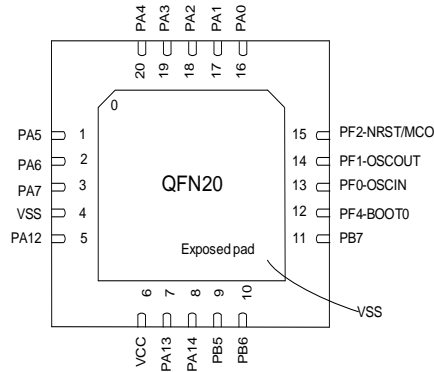 PA4 PA3 PA2 PA1 PA0
20 19 18 17 16
0
PA5 1
PA6 2
PA7 3
VSS 4
PA12 5
15 PF2-NRST/MCO
14 PF1-OSCOUT
13 PF0-OSCIN
12 PF4-BOOT0
11 PB7
QFN20
Exposed pad
VSS
6 7 8 9 10
VCC PA13 PA14 PB5 PB6